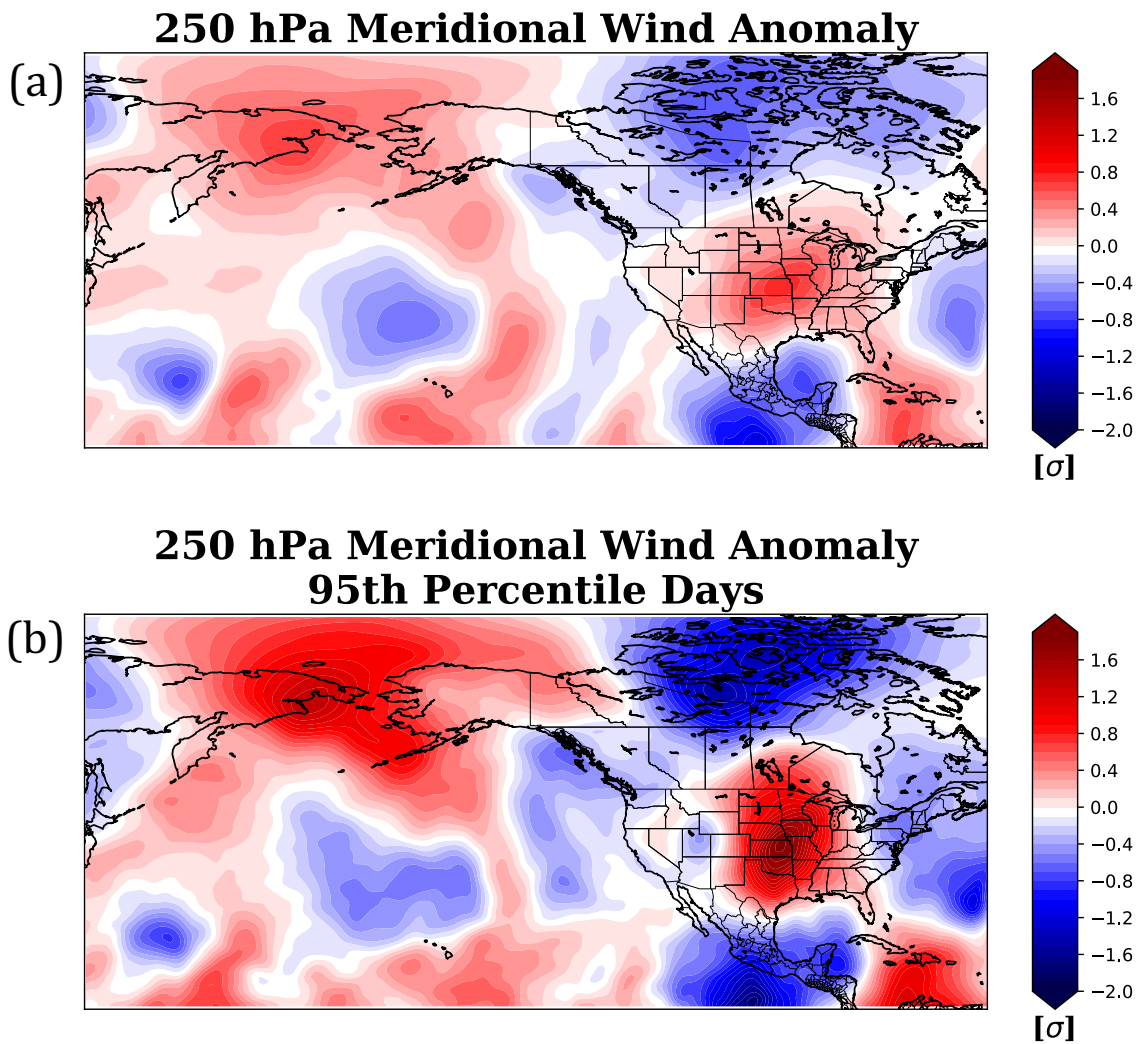 250 hPa Meridional Wind Anomaly
(a)
1.6
1.2
0.8
0.4
0.0
−0.4
−0.8
−1.2
−1.6
−2.0
[σ]
250 hPa Meridional Wind Anomaly
95th Percentile Days
(b)
1.6
1.2
0.8
0.4
0.0
−0.4
−0.8
−1.2
−1.6
−2.0
[σ]